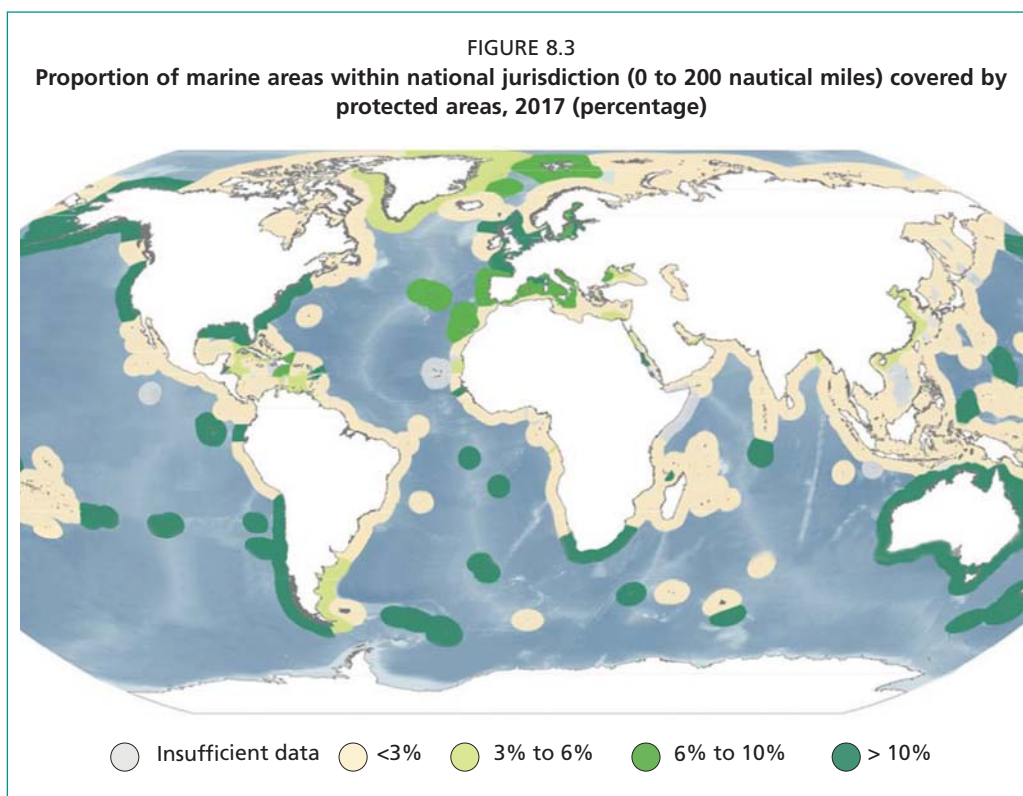 FIGURE 8.3
Proportion of marine areas within national jurisdiction (0 to 200 nautical miles) covered by
protected areas, 2017 (percentage)
Insufficient data <3% 3% to 6% 6% to 10% > 10%